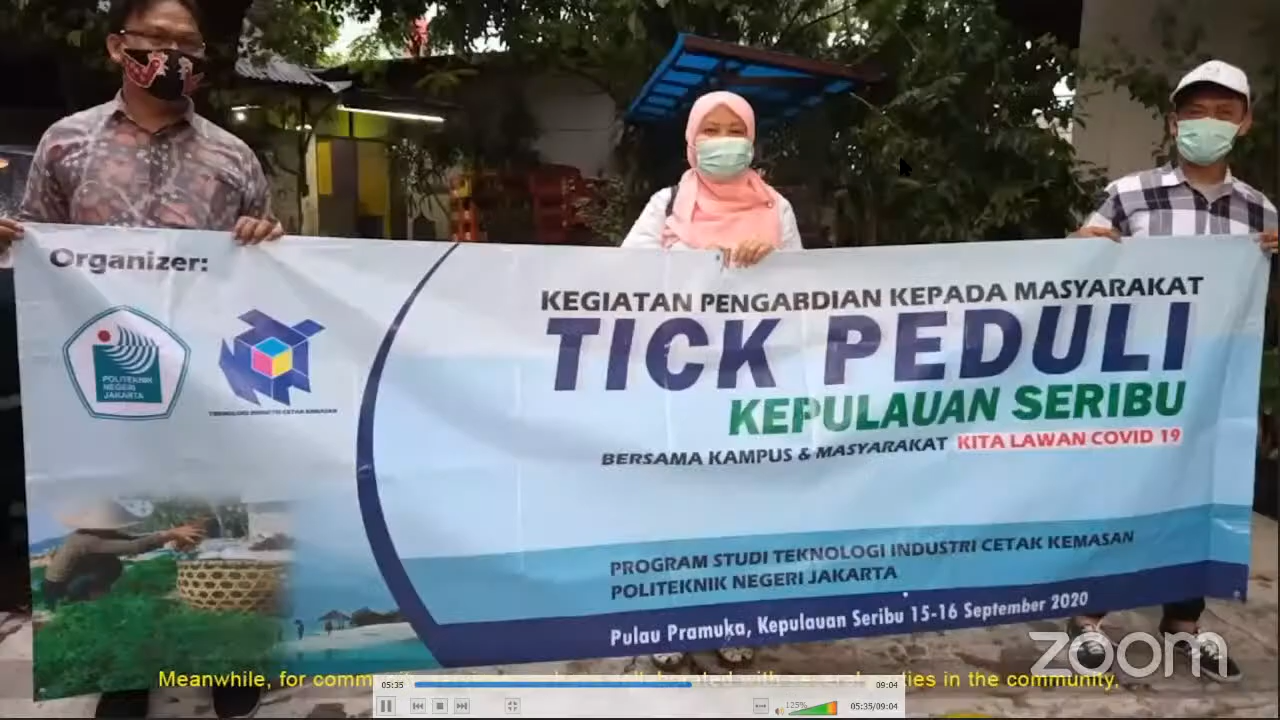 Organizer:
POLITEKNIK
NEGERI
JAKARTA
TEKNOLOGI INDUSTRI CETAK KEMASAN
KEGIATAN PENGABDIAN KEPADA MASYARAKAT
TICK PEDULI
KEPULAUAN SERIBU
BERSAMA KAMPUS & MASYARAKAT KITA LAWAN COVID 19
PROGRAM STUDI TEKNOLOGI INDUSTRI CETAK KEMASAN
POLITEKNIK NEGERI JAKARTA
Pulau Pramuka, Kepulauan Seribu 15-16 September 2020
zoom
Meanwhile, for in the community,
05:35 09:04
125% 05:35/09:04